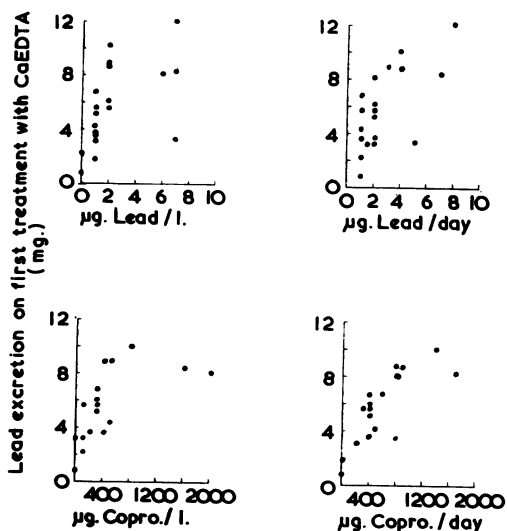 Lead excretion on first treatment with CaEDTA
(mg.)
12
8
4
0
0 2 4 6 8 10
µg. Lead / l.
12
8
4
0
0 2 4 6 8 10
µg. Lead /day
12
8
4
0
400 1200 2000
µg. Copro./ l.
12
8
4
0
400 1200 2000
µg. Copro./day